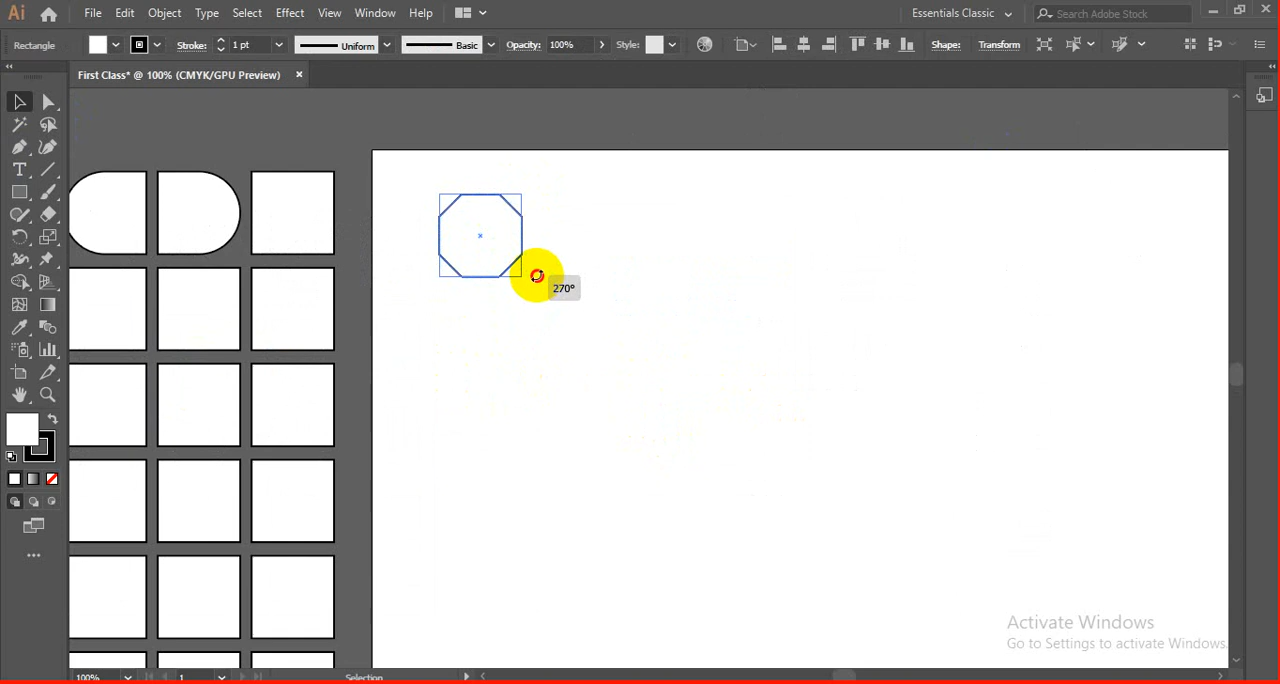 Ai File Edit Object Type Select Effect View Window Help Essentials Classic Search Adobe Stock
Rectangle Stroke: 1 pt Uniform Basic Opacity: 100% Style: Shape: Transform
First Class* @ 100% (CMYK/GPU Preview) ×
270°
Activate Windows
Go to Settings to activate Windows.
100% 1 Selection